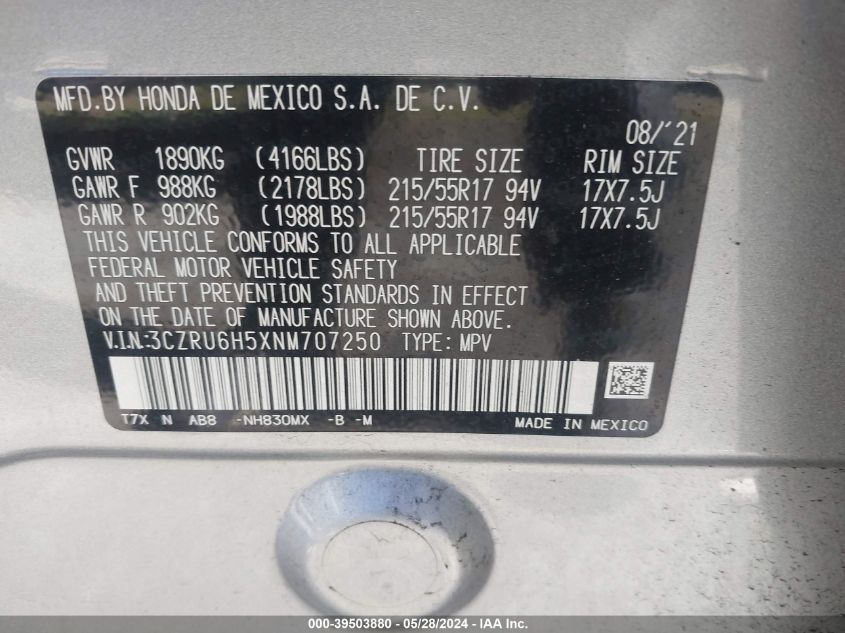 MFD.BY HONDA DE MEXICO S.A. DE C.V.
08/'21
GVWR 1890KG (4166LBS) TIRE SIZE RIM SIZE
GAWR F 988KG (2178LBS) 215/55R17 94V 17X7.5J
GAWR R 902KG (1988LBS) 215/55R17 94V 17X7.5J
THIS VEHICLE CONFORMS TO ALL APPLICABLE
FEDERAL MOTOR VEHICLE SAFETY
AND THEFT PREVENTION STANDARDS IN EFFECT
ON THE DATE OF MANUFACTURE SHOWN ABOVE.
V.I.N:3CZRU6H5XNM707250 TYPE: MPV
T7X N AB8 -NH830MX -B -M MADE IN MEXICO
000-39503880 - 05/28/2024 - IAA Inc.